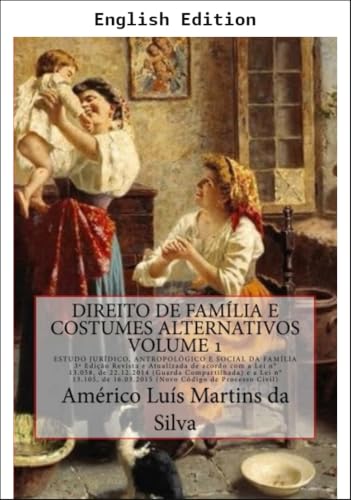 English Edition
DIREITO DE FAMÍLIA E
COSTUMES ALTERNATIVOS
VOLUME 1
ESTUDO JURÍDICO, ANTROPOLÓGICO E SOCIAL DA FAMÍLIA
3ª Edição Revista e Atualizada de acordo com a Lei nº
13.058, de 22.12.2014 (Guarda Compartilhada) e a Lei nº
13.105, de 16.03.2015 (Novo Código de Processo Civil)
Américo Luís Martins da
Silva